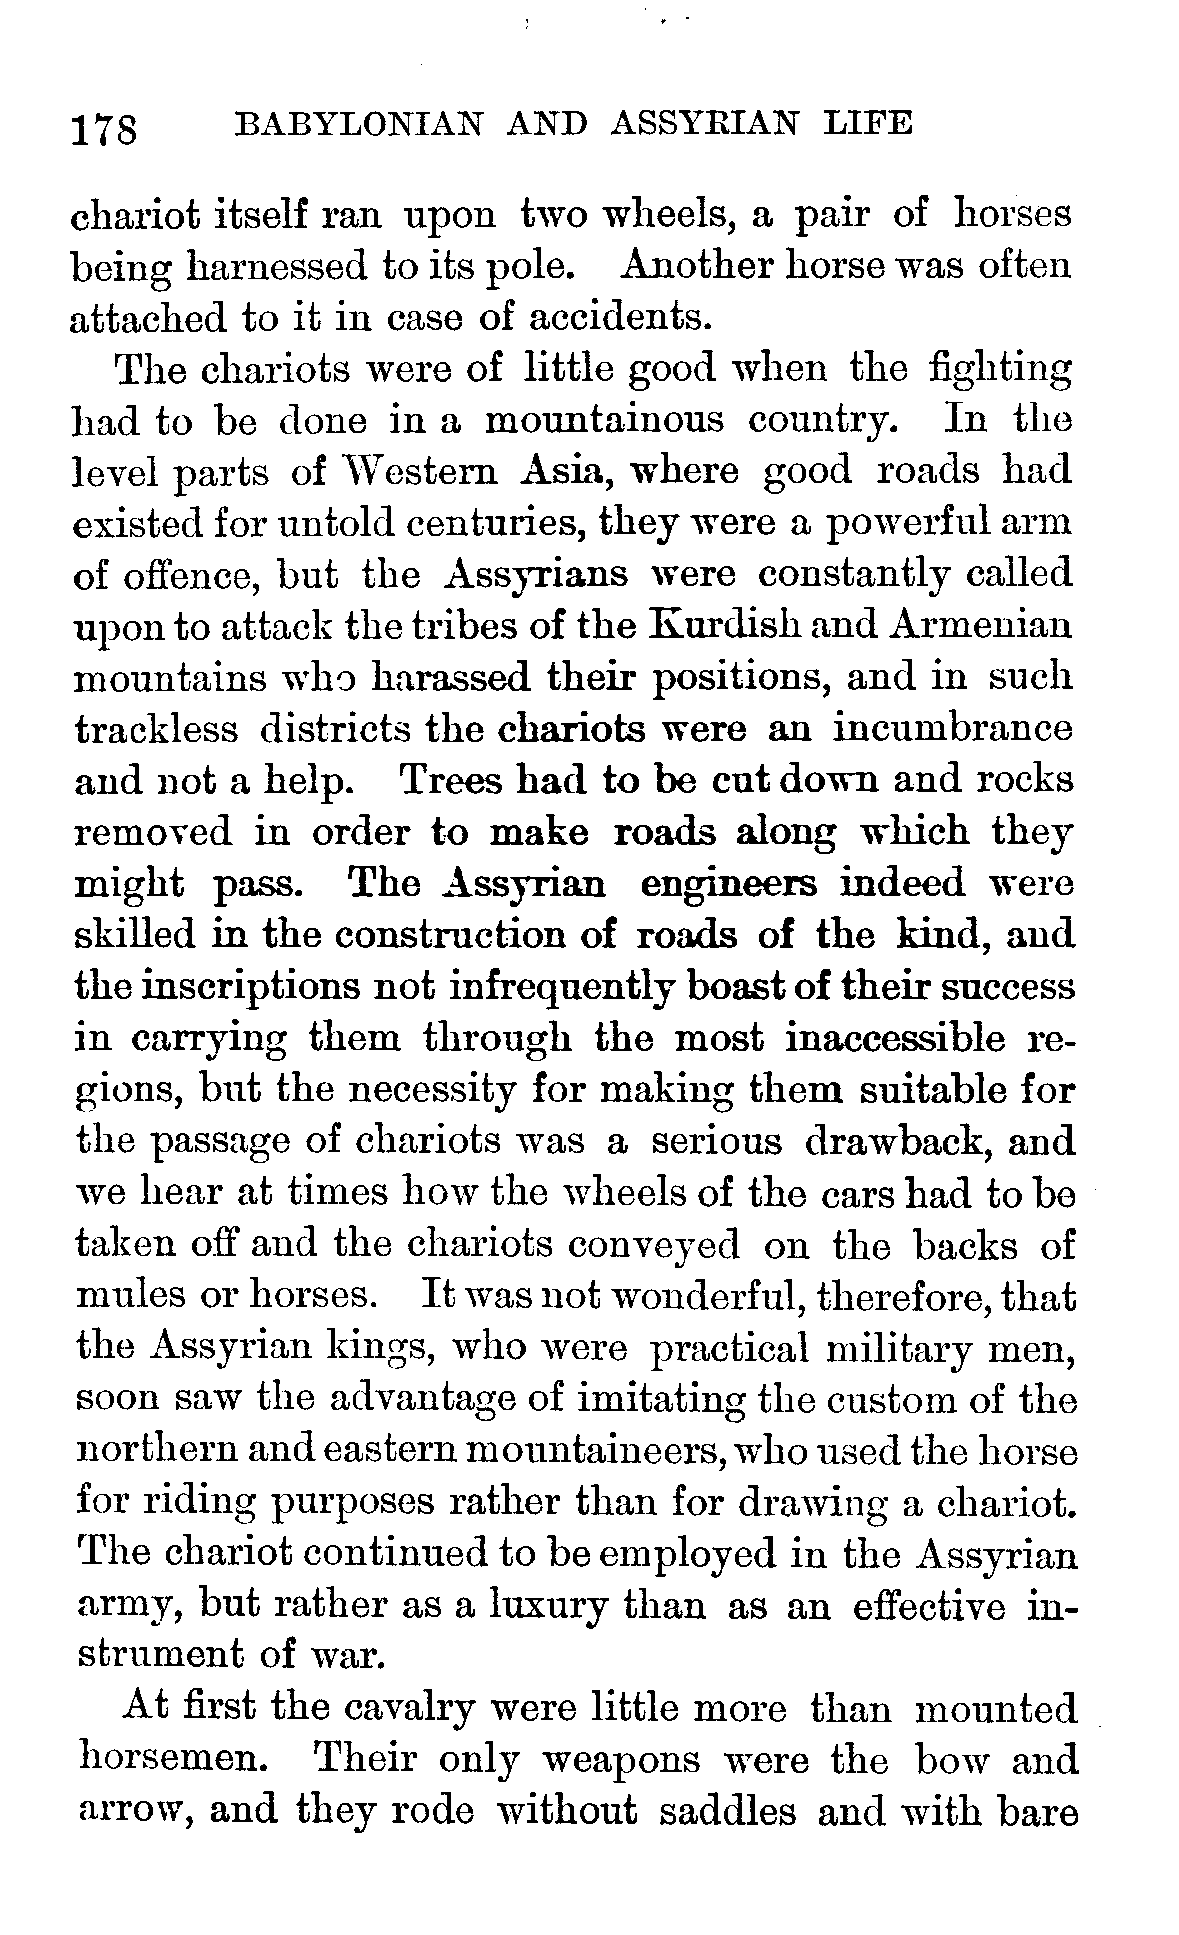 178 BABYLONIAN AND ASSYRIAN LIFE
chariot itself ran upon two wheels, a pair of horses
being harnessed to its pole. Another horse was often
attached to it in case of accidents.
The chariots were of little good when the fighting
had to be done in a mountainous country. In the
level parts of Western Asia, where good roads had
existed for untold centuries, they were a powerful arm
of offence, but the Assyrians were constantly called
upon to attack the tribes of the Kurdish and Armenian
mountains who harassed their positions, and in such
trackless districts the chariots were an incumbrance
and not a help. Trees had to be cut down and rocks
removed in order to make roads along which they
might pass. The Assyrian engineers indeed were
skilled in the construction of roads of the kind, and
the inscriptions not infrequently boast of their success
in carrying them through the most inaccessible re-
gions, but the necessity for making them suitable for
the passage of chariots was a serious drawback, and
we hear at times how the wheels of the cars had to be
taken off and the chariots conveyed on the backs of
mules or horses. It was not wonderful, therefore, that
the Assyrian kings, who were practical military men,
soon saw the advantage of imitating the custom of the
northern and eastern mountaineers, who used the horse
for riding purposes rather than for drawing a chariot.
The chariot continued to be employed in the Assyrian
army, but rather as a luxury than as an effective in-
strument of war.
At first the cavalry were little more than mounted
horsemen. Their only weapons were the bow and
arrow, and they rode without saddles and with bare